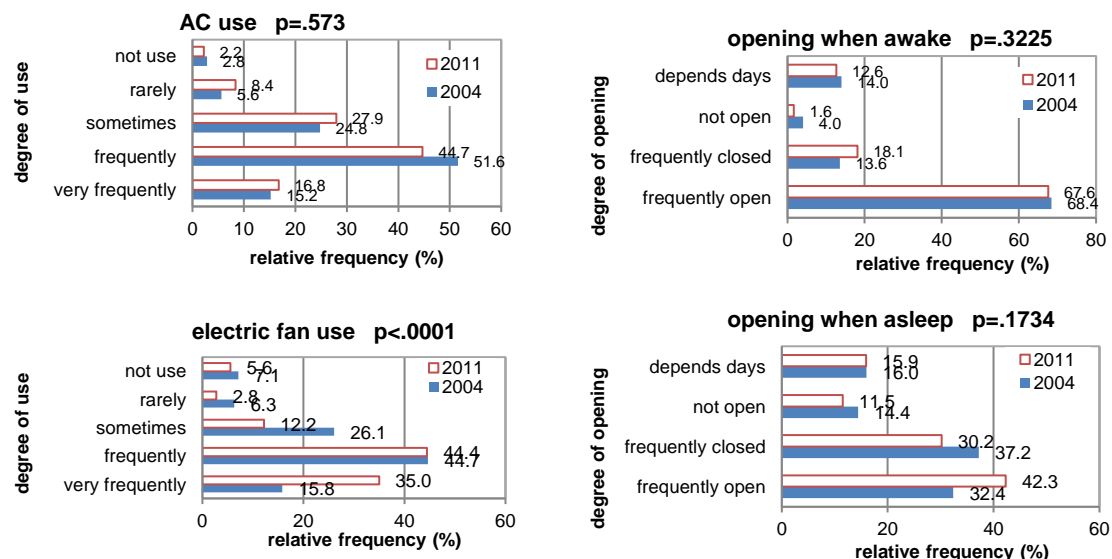 AC use p=.573
degree of use
not use 2.2
2.8
rarely 8.4
5.6
sometimes 27.9
24.8
frequently 44.7
51.6
very frequently 16.8
15.2
2011
2004
0 10 20 30 40 50 60
relative frequency (%)
opening when awake p=.3225
degree of opening
depends days 12.6
14.0
not open 1.6
4.0
frequently closed 18.1
13.6
frequently open 67.6
68.4
2011
2004
0 20 40 60 80
relative frequency (%)
electric fan use p<.0001
degree of use
not use 5.6
7.1
rarely 2.8
6.3
sometimes 12.2
26.1
frequently 44.4
44.7
very frequently 35.0
15.8
2011
2004
0 20 40 60
relative frequency (%)
opening when asleep p=.1734
degree of opening
depends days 15.9
16.0
not open 11.5
14.4
frequently closed 30.2
37.2
frequently open 42.3
32.4
2011
2004
0 20 40 60
relative frequency (%)